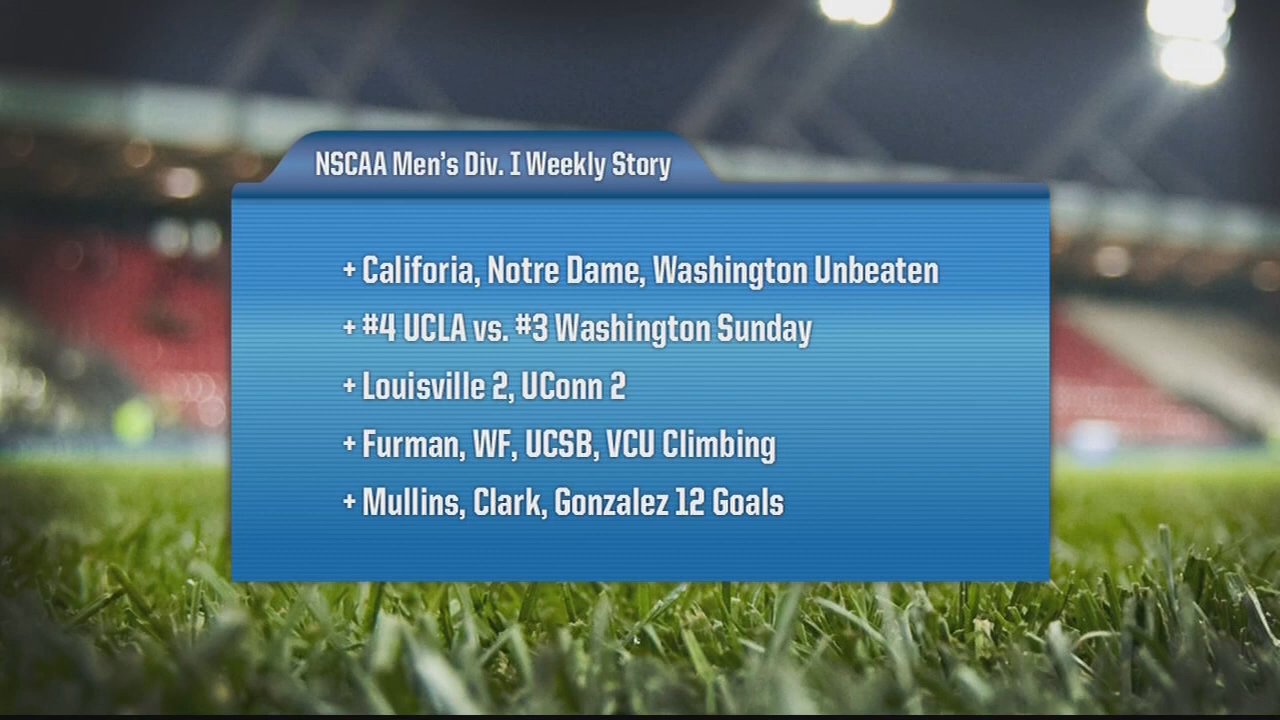 NSCAA Men's Div. I Weekly Story
+ Califoria, Notre Dame, Washington Unbeaten
+ #4 UCLA vs. #3 Washington Sunday
+ Louisville 2, UConn 2
+ Furman, WF, UCSB, VCU Climbing
+ Mullins, Clark, Gonzalez 12 Goals